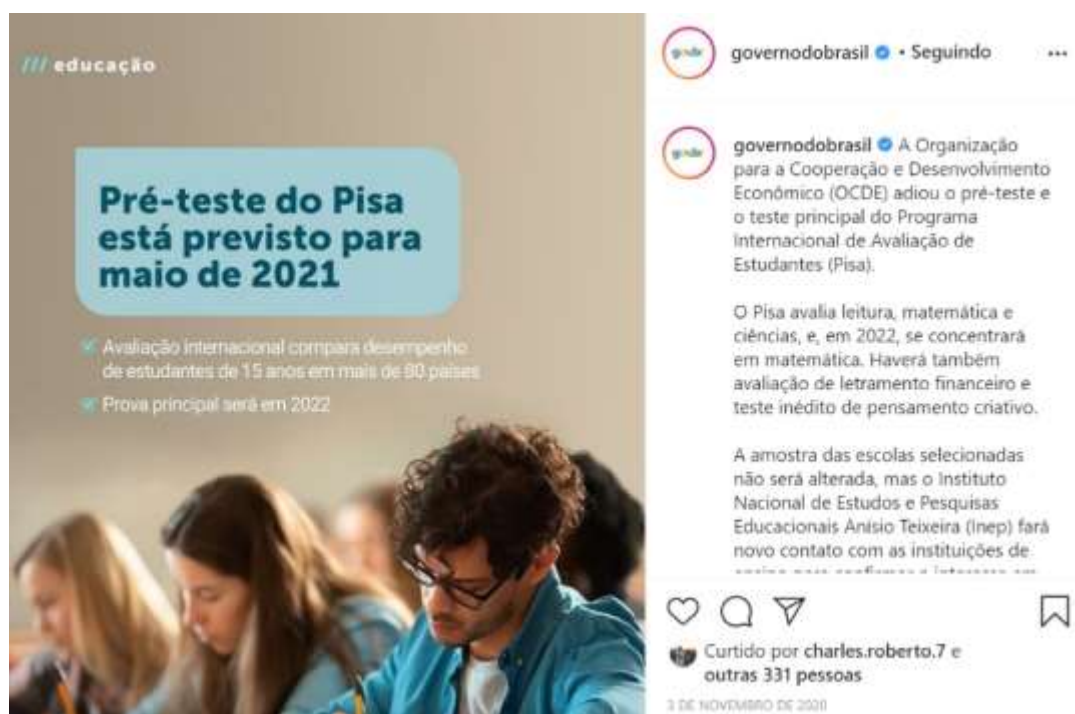 /// educação
Pré-teste do Pisa
está previsto para
maio de 2021
Avaliação internacional compara desempenho
de estudantes de 15 anos em mais de 80 países
Prova principal será em 2022
governodobrasil • Seguindo
governodobrasil A Organização
para a Cooperação e Desenvolvimento
Econômico (OCDE) adiou o pré-teste e
o teste principal do Programa
Internacional de Avaliação de
Estudantes (Pisa).
O Pisa avalia leitura, matemática e
ciências, e, em 2022, se concentrará
em matemática. Haverá também
avaliação de letramento financeiro e
teste inédito de pensamento criativo.
A amostra das escolas selecionadas
não será alterada, mas o Instituto
Nacional de Estudos e Pesquisas
Educacionais Anísio Teixeira (Inep) fará
novo contato com as instituições de
Curtido por charles.roberto.7 e
outras 331 pessoas
3 DE NOVEMBRO DE 2020